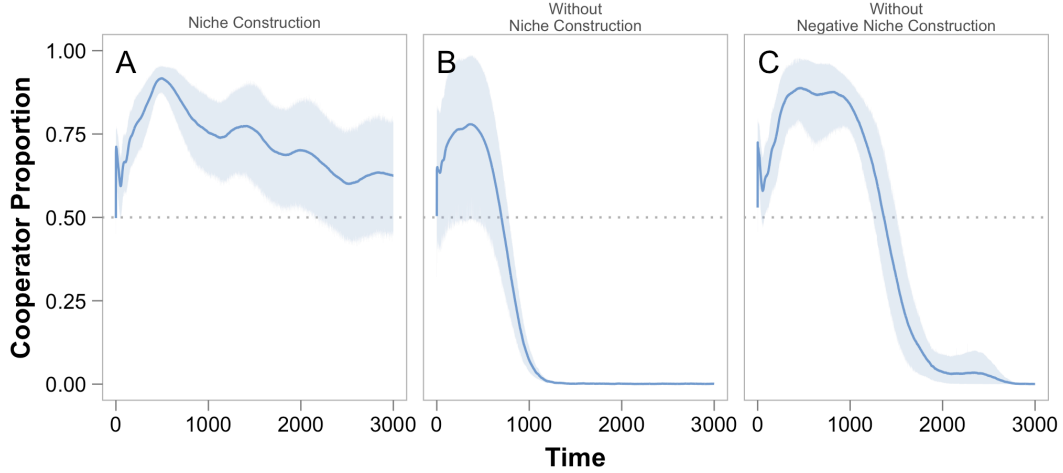 Niche Construction
Without
Niche Construction
Without
Negative Niche Construction
A
B
C
Cooperator Proportion
1.00
0.75
0.50
0.25
0.00
0 1000 2000 3000
0 1000 2000 3000
0 1000 2000 3000
Time